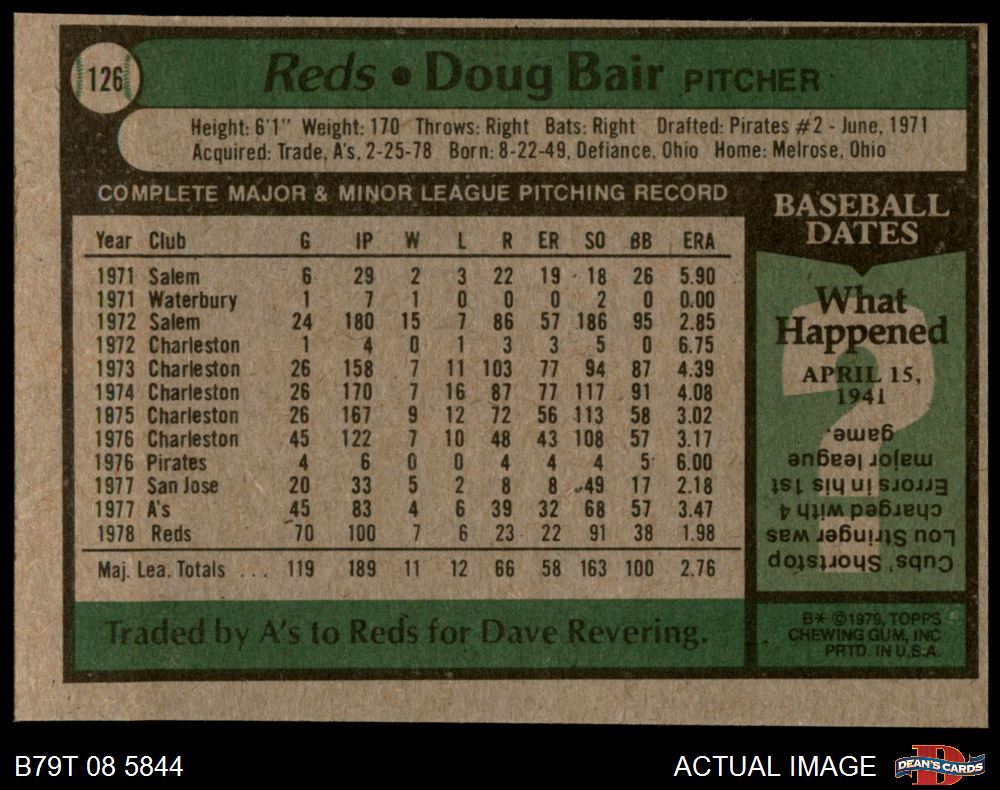 126
Reds • Doug Bair PITCHER
Height: 6'1" Weight: 170 Throws: Right Bats: Right Drafted: Pirates #2 - June, 1971
Acquired: Trade, A's, 2-25-78 Born: 8-22-49, Defiance, Ohio Home: Melrose, Ohio
COMPLETE MAJOR & MINOR LEAGUE PITCHING RECORD
Year Club G IP W L R ER SO BB ERA
1971 Salem 6 29 2 3 22 19 18 26 5.90
1971 Waterbury 1 7 1 0 0 0 2 0 0.00
1972 Salem 24 180 15 7 86 57 186 95 2.85
1972 Charleston 1 4 0 1 3 3 5 0 6.75
1973 Charleston 26 158 7 11 103 77 94 87 4.39
1974 Charleston 26 170 7 16 87 77 117 91 4.08
1975 Charleston 26 167 9 12 72 56 113 58 3.02
1976 Charleston 45 122 7 10 48 43 108 57 3.17
1976 Pirates 4 6 0 0 4 4 4 5 6.00
1977 San Jose 20 33 5 2 8 8 49 17 2.18
1977 A's 45 83 4 6 39 32 68 57 3.47
1978 Reds 70 100 7 6 23 22 91 38 1.98
Maj. Lea. Totals ... 119 189 11 12 66 58 163 100 2.76
Traded by A's to Reds for Dave Revering.
BASEBALL
DATES
What
Happened
APRIL 15,
1941
?
Cubs' Shortstop
Lou Stringer was
charged with 4
Errors in his 1st
major league
game.
B* ©1979, TOPPS
CHEWING GUM, INC
PRTD. IN U.S.A.
B79T 08 5844
ACTUAL IMAGE
DEAN'S CARDS